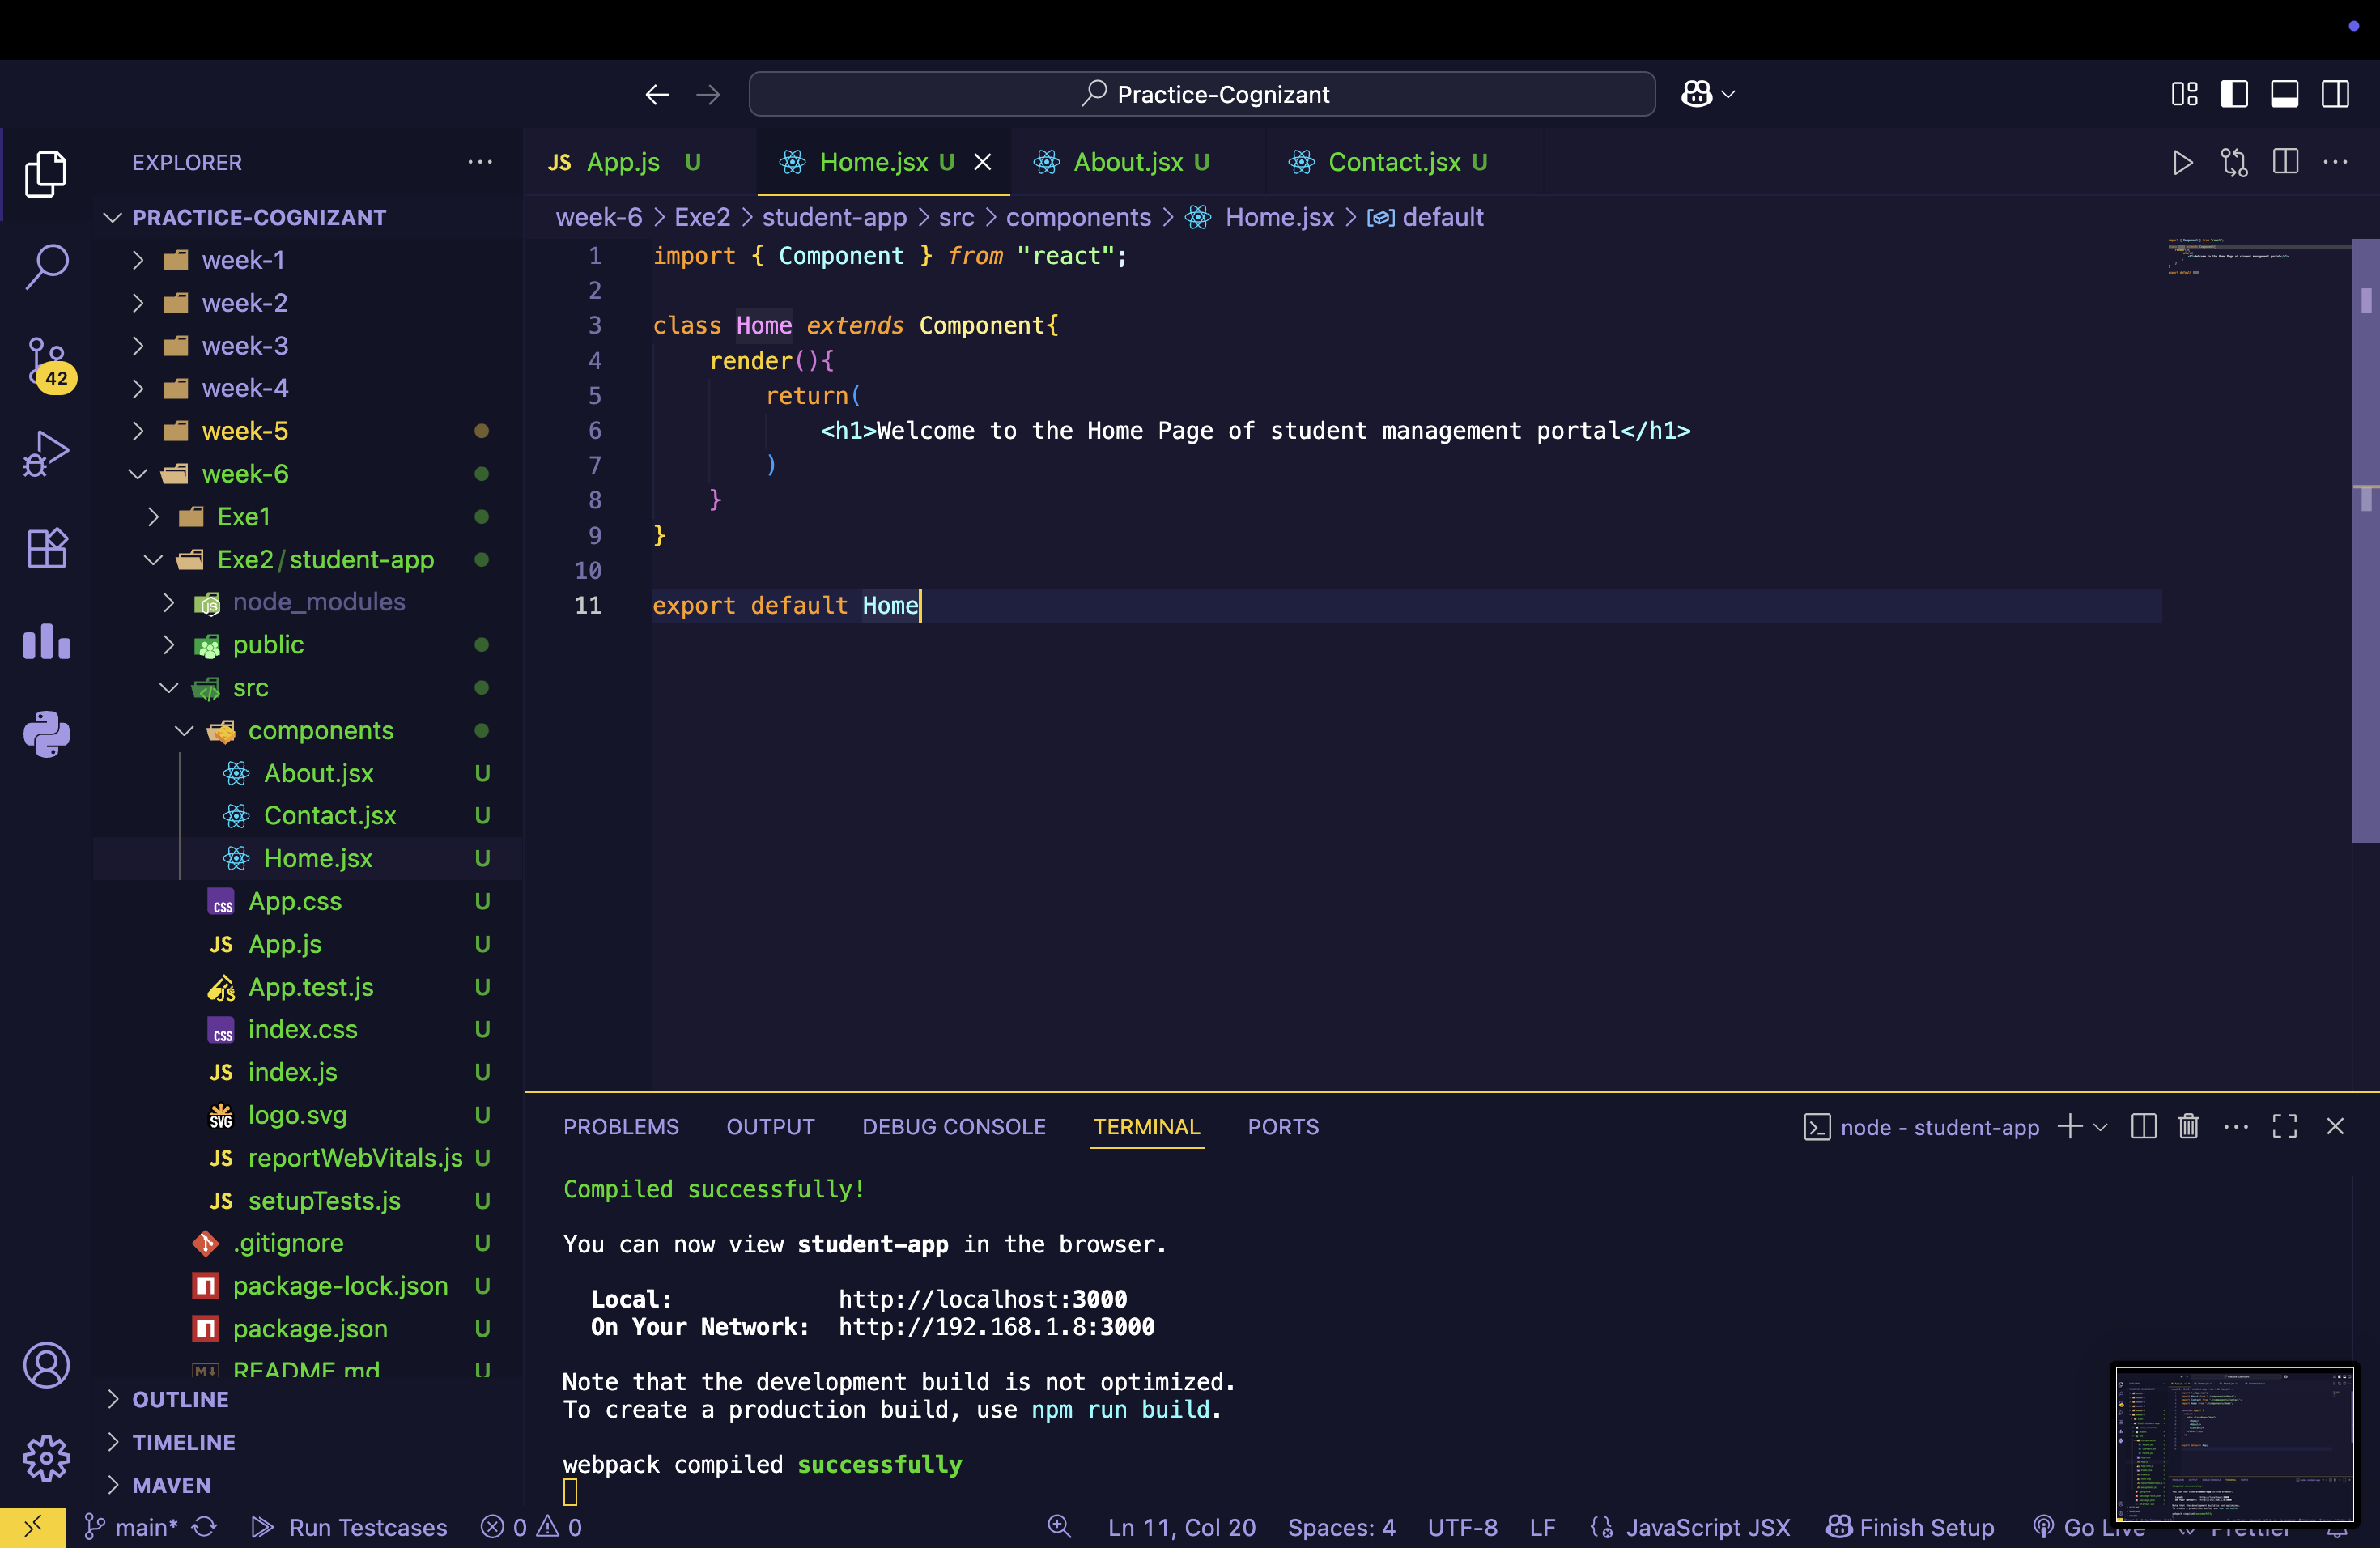 Practice-Cognizant
EXPLORER
JS App.js U
Home.jsx U
About.jsx U
Contact.jsx U
PRACTICE-COGNIZANT
week-1
week-2
week-3
week-4
week-5
week-6
Exe1
Exe2/student-app
node_modules
public
src
components
About.jsx U
Contact.jsx U
Home.jsx U
CSS App.css U
JS App.js U
JS App.test.js U
CSS index.css U
JS index.js U
SVG logo.svg U
JS reportWebVitals.js U
JS setupTests.js U
.gitignore U
package-lock.json U
package.json U
README.md U
OUTLINE
TIMELINE
MAVEN
42
week-6 > Exe2 > student-app > src > components > Home.jsx > default
1 import { Component } from "react";
2
3 class Home extends Component{
4 render(){
5 return(
6 <h1>Welcome to the Home Page of student management portal</h1>
7 )
8 }
9 }
10
11 export default Home
PROBLEMS OUTPUT DEBUG CONSOLE TERMINAL PORTS
node - student-app
Compiled successfully!
You can now view student-app in the browser.
Local: http://localhost:3000
On Your Network: http://192.168.1.8:3000
Note that the development build is not optimized.
To create a production build, use npm run build.
webpack compiled successfully
main* Run Testcases 0 0 Ln 11, Col 20 Spaces: 4 UTF-8 LF JavaScript JSX Finish Setup Go Live Prettier